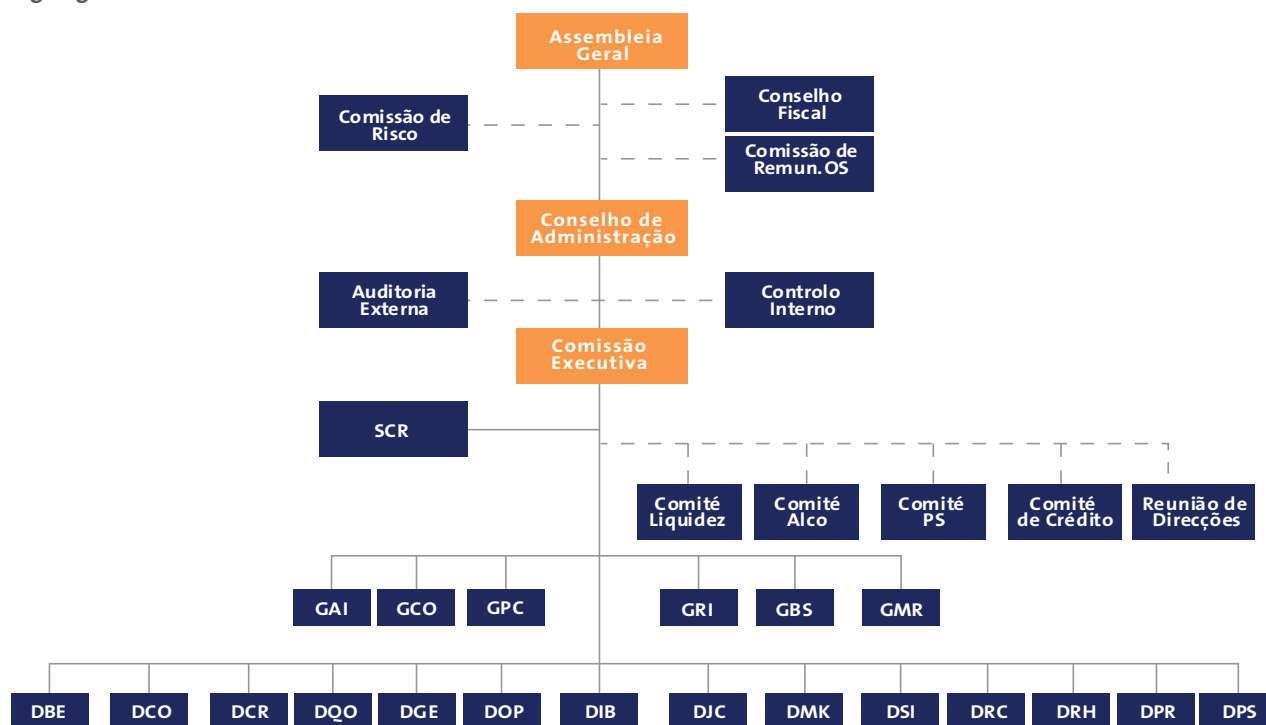 Assembleia
Geral
Conselho
Fiscal
Comissão de
Risco
Comissão de
Remun.OS
Conselho de
Administração
Auditoria
Externa
Controlo
Interno
Comissão
Executiva
SCR
Comité
Liquidez
Comité
Alco
Comité
PS
Comité
de Crédito
Reunião de
Direcções
GAI
GCO
GPC
GRI
GBS
GMR
DBE
DCO
DCR
DQO
DGE
DOP
DIB
DJC
DMK
DSI
DRC
DRH
DPR
DPS